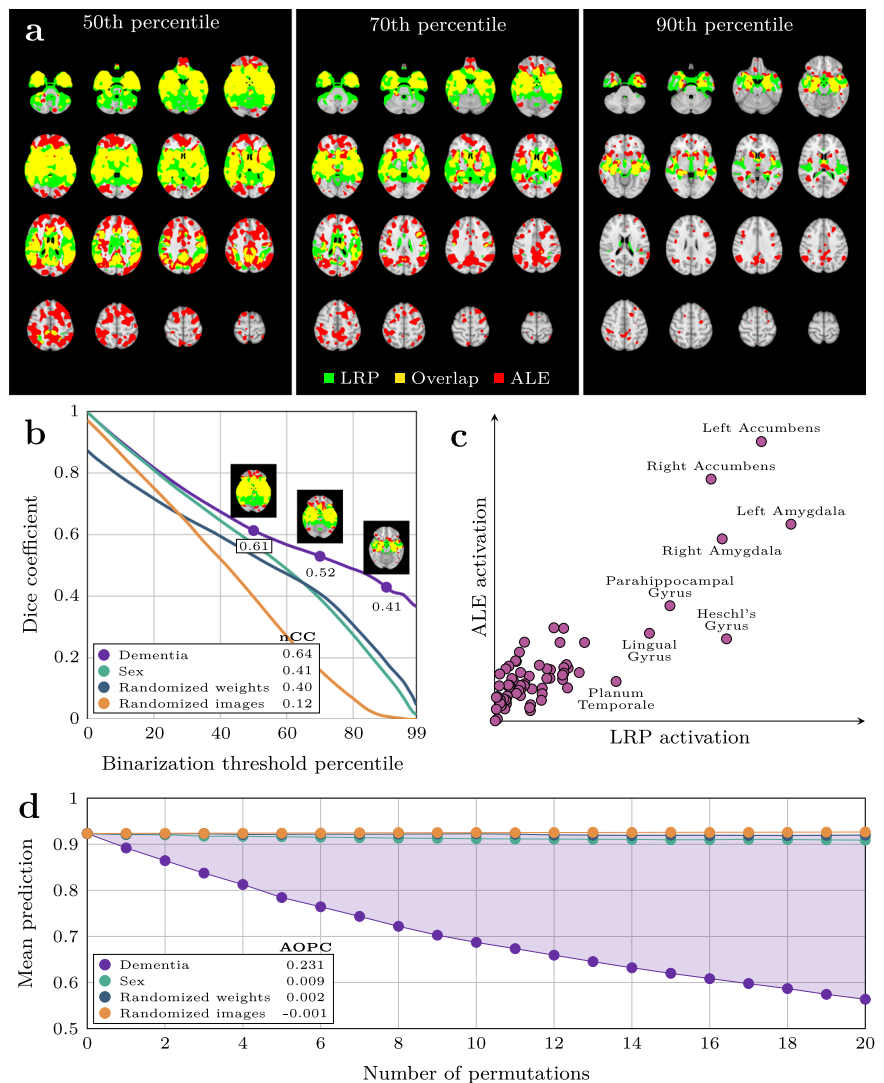 a
50th percentile
70th percentile
90th percentile
LRP
Overlap
ALE
b
Dice coefficient
1
0.8
0.6
0.4
0.2
0
0.61
0.52
0.41
nCC
Dementia 0.64
Sex 0.41
Randomized weights 0.40
Randomized images 0.12
0 20 40 60 80 99
Binarization threshold percentile
c
ALE activation
Left Accumbens
Right Accumbens
Left Amygdala
Right Amygdala
Parahippocampal
Gyrus
Heschl's
Gyrus
Lingual
Gyrus
Planum
Temporale
LRP activation
d
Mean prediction
1
0.9
0.8
0.7
0.6
0.5
AOPC
Dementia 0.231
Sex 0.009
Randomized weights 0.002
Randomized images -0.001
0 2 4 6 8 10 12 14 16 18 20
Number of permutations